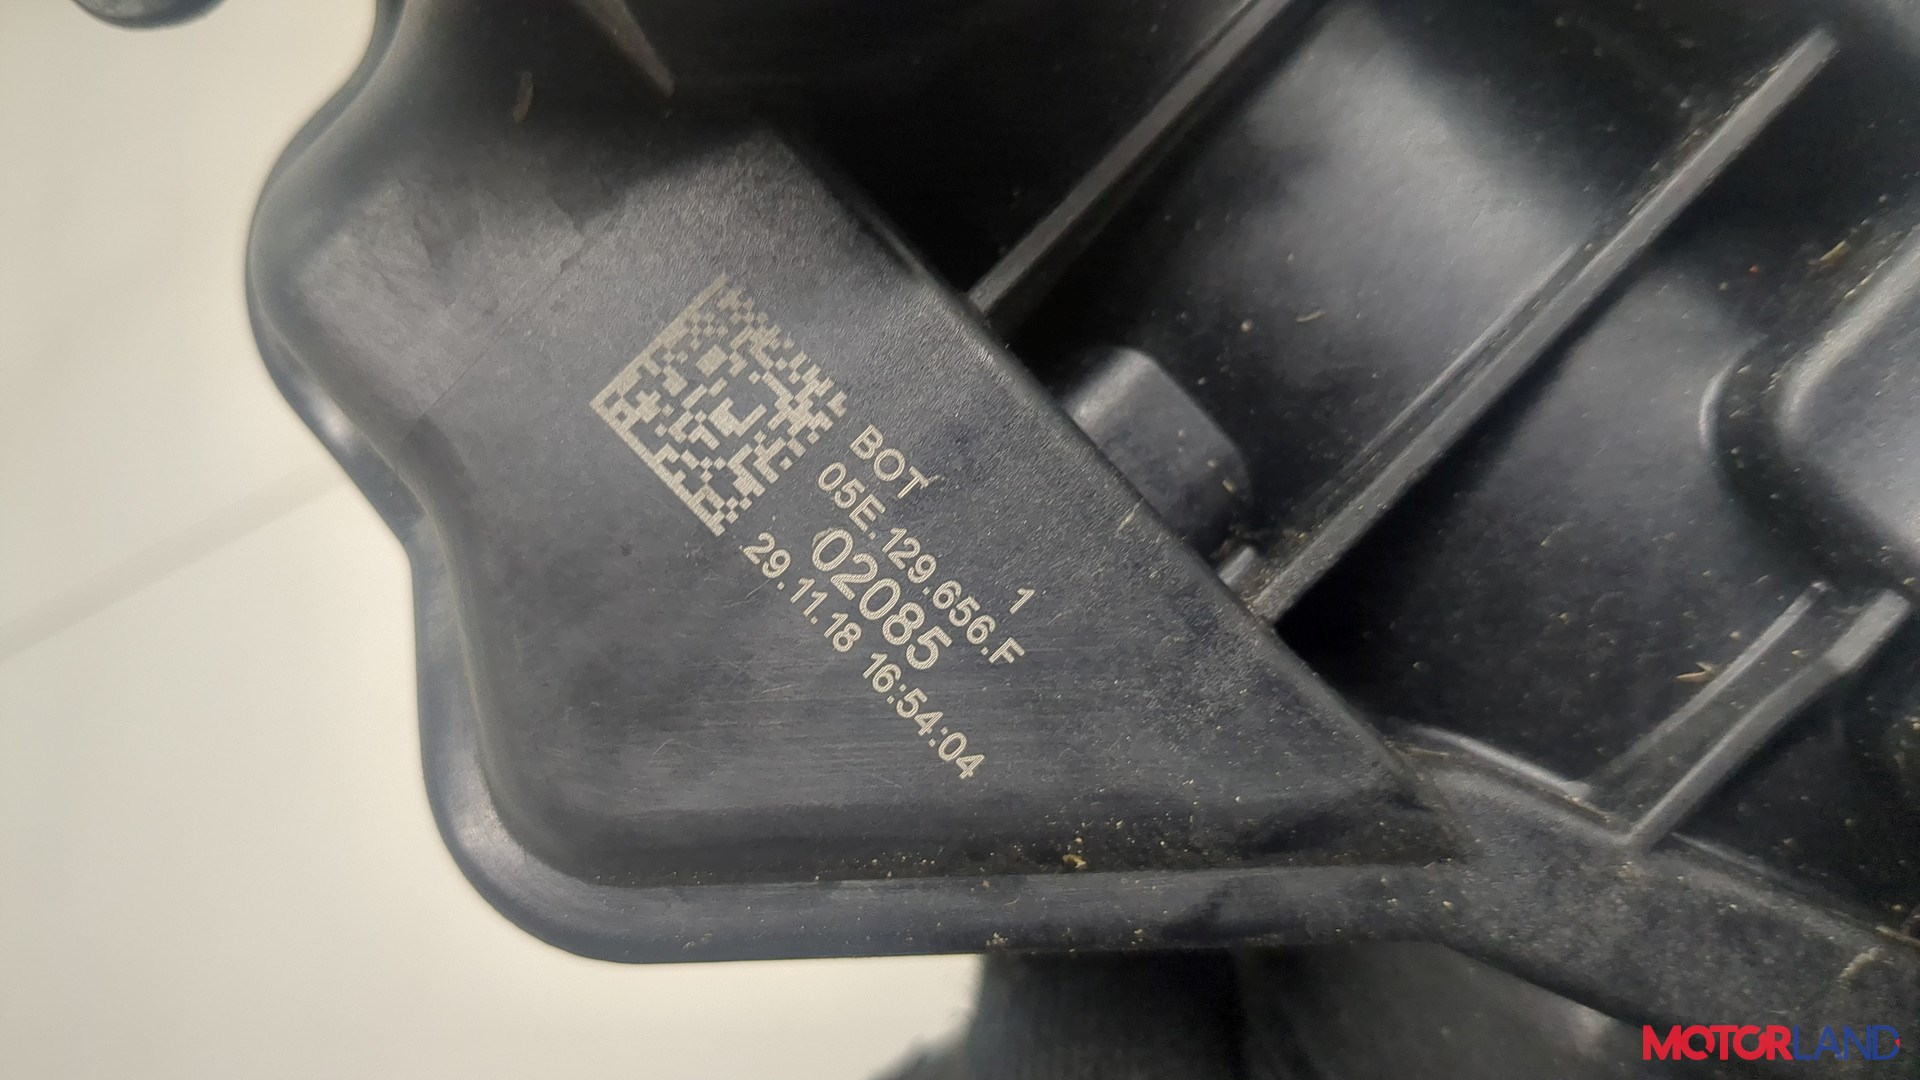 BOT 1
05E.129.656.F
02085
29.11.18 16:54:04
MOTORLAND